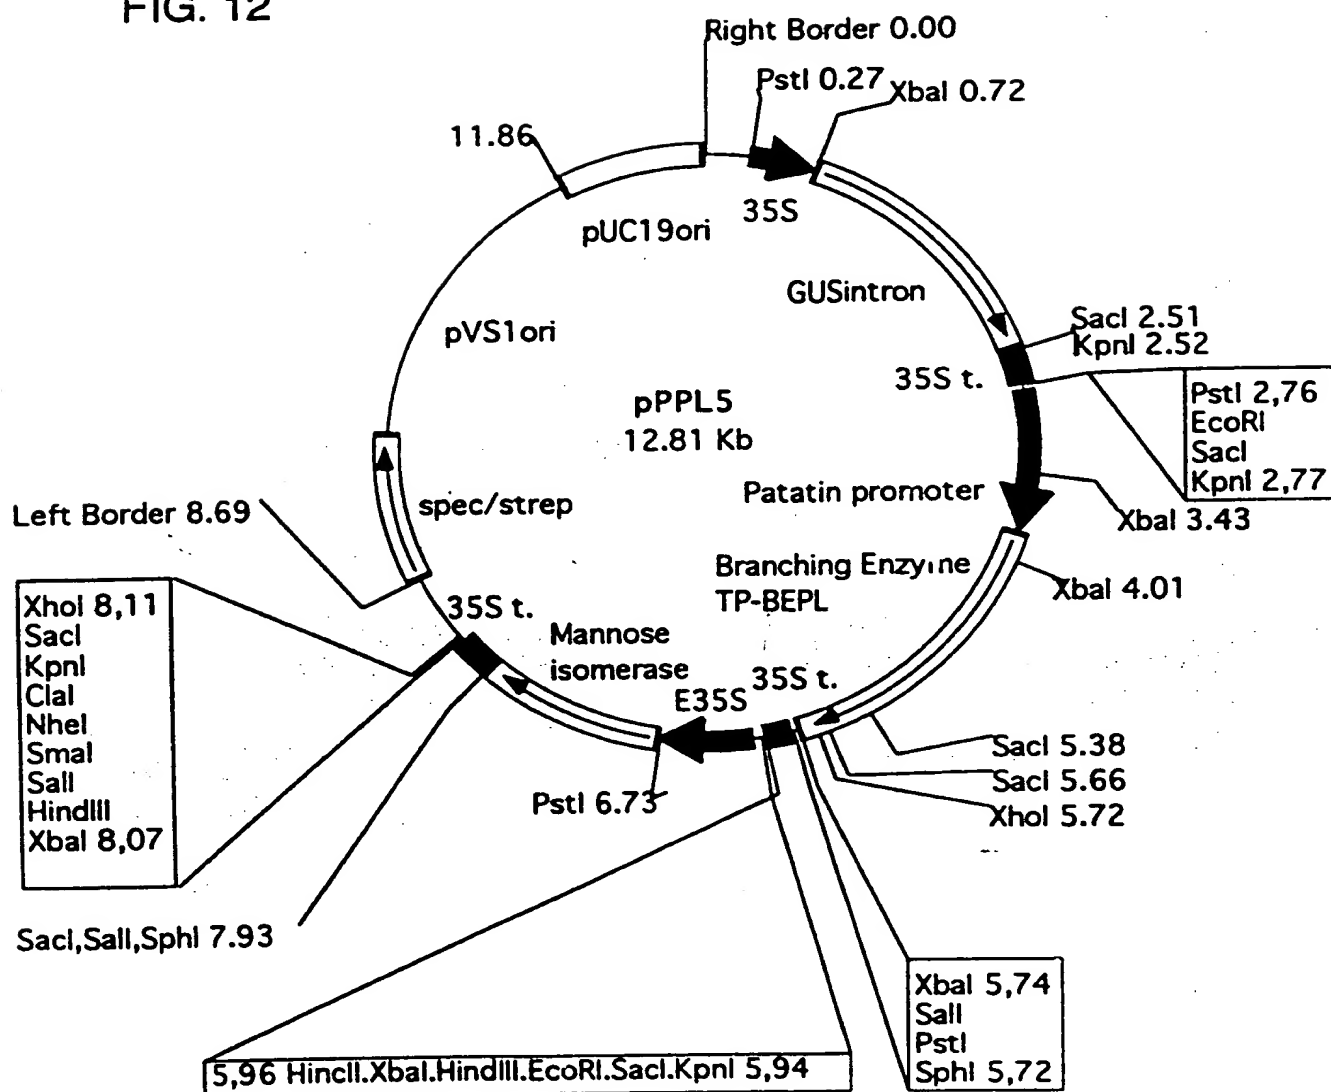 FIG. 12
Right Border 0.00
PstI 0.27
XbaI 0.72
11.86
35S
pUC19ori
GUSintron
pVS1ori
SacI 2.51
KpnI 2.52
35S t.
PstI 2,76
EcoRI
SacI
KpnI 2,77
pPPL5
12.81 Kb
Patatin promoter
XbaI 3.43
spec/strep
Left Border 8.69
Branching Enzyme
TP-BEPL
XbaI 4.01
XhoI 8,11
SacI
KpnI
ClaI
NheI
SmaI
SalI
HindIII
XbaI 8,07
35S t.
Mannose
isomerase
35S t.
E35S
SacI 5.38
SacI 5.66
XhoI 5.72
PstI 6.73
SacI,SalI,SphI 7.93
XbaI 5,74
SalI
PstI
SphI 5,72
5,96 HincII.XbaI.HindIII.EcoRI.SacI.KpnI 5,94